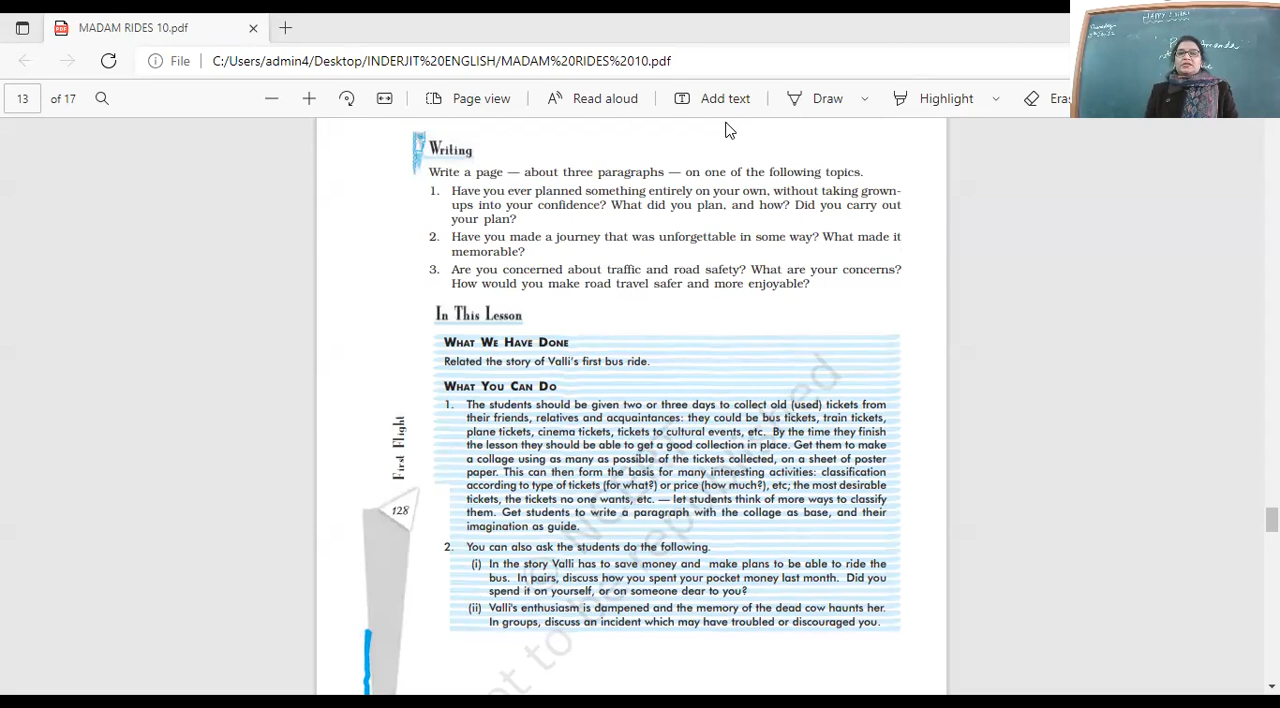 MADAM RIDES 10.pdf
File C:/Users/admin4/Desktop/INDERJIT%20ENGLISH/MADAM%20RIDES%2010.pdf
13 of 17 Page view Read aloud Add text Draw Highlight Eras
Writing
Write a page — about three paragraphs — on one of the following topics.
1. Have you ever planned something entirely on your own, without taking grown-
ups into your confidence? What did you plan, and how? Did you carry out
your plan?
2. Have you made a journey that was unforgettable in some way? What made it
memorable?
3. Are you concerned about traffic and road safety? What are your concerns?
How would you make road travel safer and more enjoyable?
In This Lesson
WHAT WE HAVE DONE
Related the story of Valli's first bus ride.
WHAT YOU CAN DO
1. The students should be given two or three days to collect old (used) tickets from
their friends, relatives and acquaintances: they could be bus tickets, train tickets,
plane tickets, cinema tickets, tickets to cultural events, etc. By the time they finish
the lesson they should be able to get a good collection in place. Get them to make
a collage using as many as possible of the tickets collected, on a sheet of poster
paper. This can then form the basis for many interesting activities: classification
according to type of tickets (for what?) or price (how much?), etc; the most desirable
tickets, the tickets no one wants, etc. — let students think of more ways to classify
them. Get students to write a paragraph with the collage as base, and their
imagination as guide.
2. You can also ask the students do the following.
(i) In the story Valli has to save money and make plans to be able to ride the
bus. In pairs, discuss how you spent your pocket money last month. Did you
spend it on yourself, or on someone dear to you?
(ii) Valli's enthusiasm is dampened and the memory of the dead cow haunts her.
In groups, discuss an incident which may have troubled or discouraged you.
First Flight
128